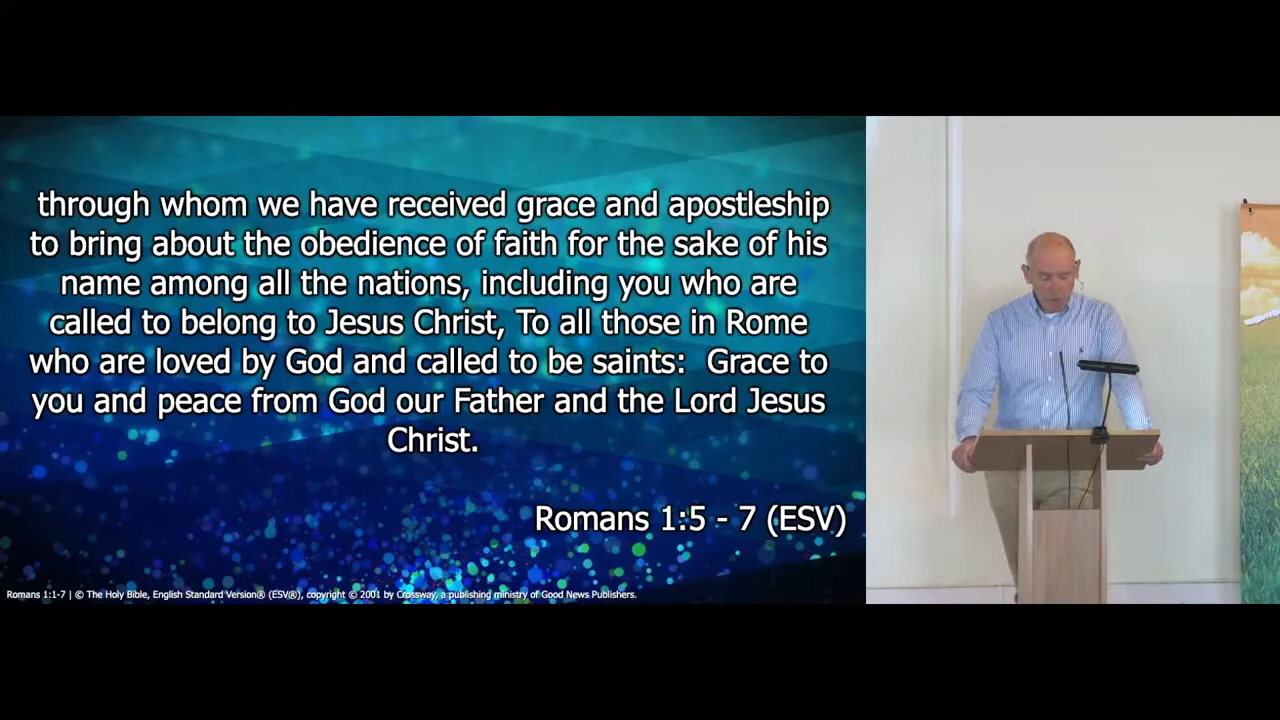 through whom we have received grace and apostleship
to bring about the obedience of faith for the sake of his
name among all the nations, including you who are
called to belong to Jesus Christ, To all those in Rome
who are loved by God and called to be saints:  Grace to
you and peace from God our Father and the Lord Jesus
Christ.
Romans 1:5 - 7 (ESV)
Romans 1:1-7 | © The Holy Bible, English Standard Version® (ESV®), copyright © 2001 by Crossway, a publishing ministry of Good News Publishers.